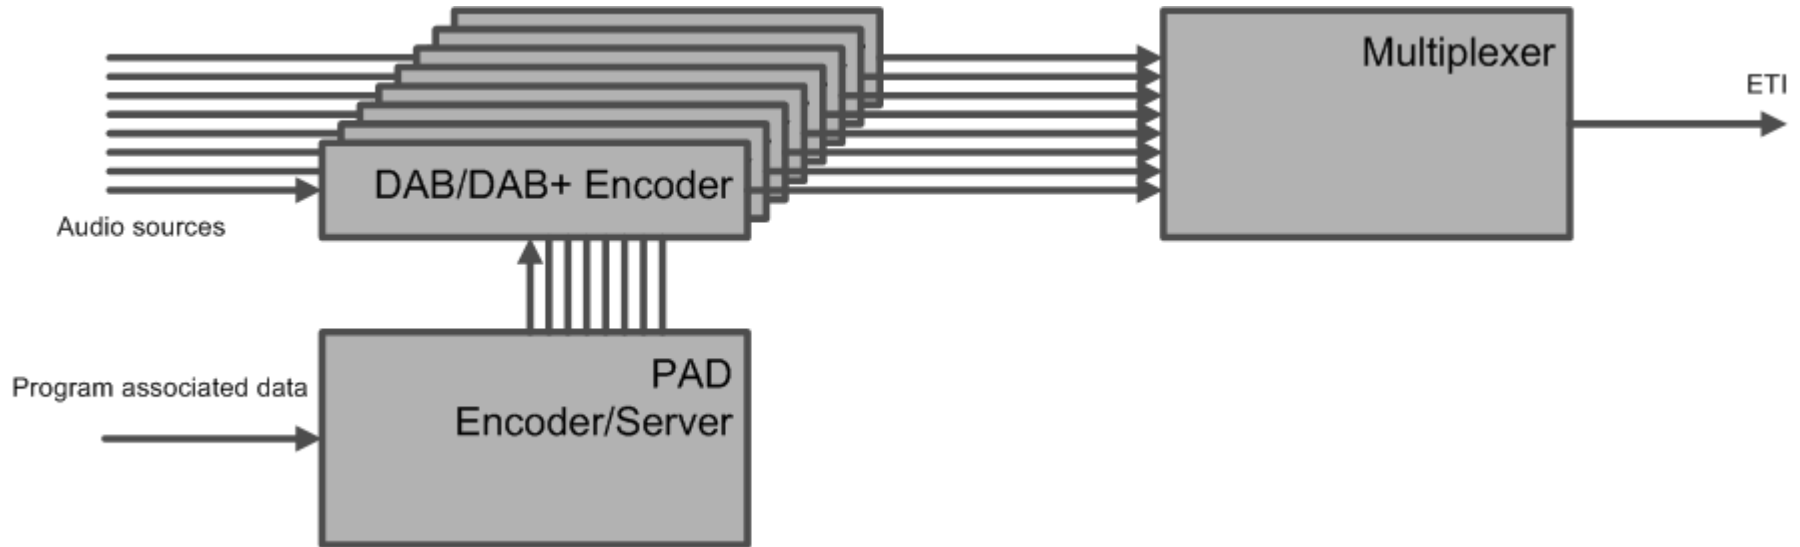 Multiplexer
ETI
DAB/DAB+ Encoder
Audio sources
PAD
Encoder/Server
Program associated data